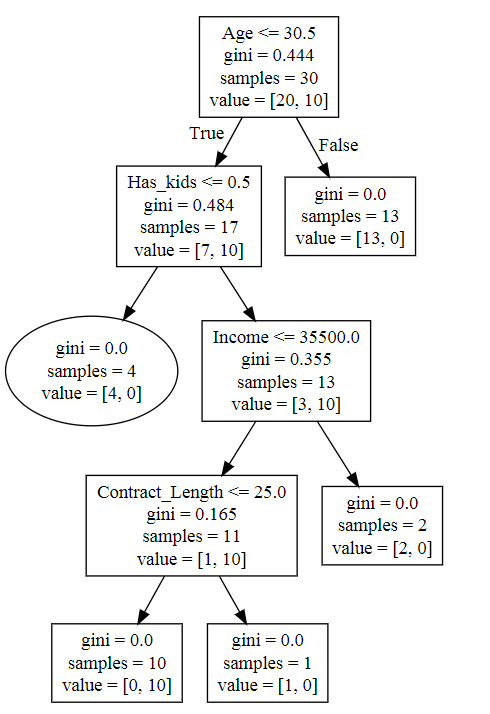 Age <= 30.5
gini = 0.444
samples = 30
value = [20, 10]
True
False
Has_kids <= 0.5
gini = 0.484
samples = 17
value = [7, 10]
gini = 0.0
samples = 13
value = [13, 0]
gini = 0.0
samples = 4
value = [4, 0]
Income <= 35500.0
gini = 0.355
samples = 13
value = [3, 10]
Contract_Length <= 25.0
gini = 0.165
samples = 11
value = [1, 10]
gini = 0.0
samples = 2
value = [2, 0]
gini = 0.0
samples = 10
value = [0, 10]
gini = 0.0
samples = 1
value = [1, 0]